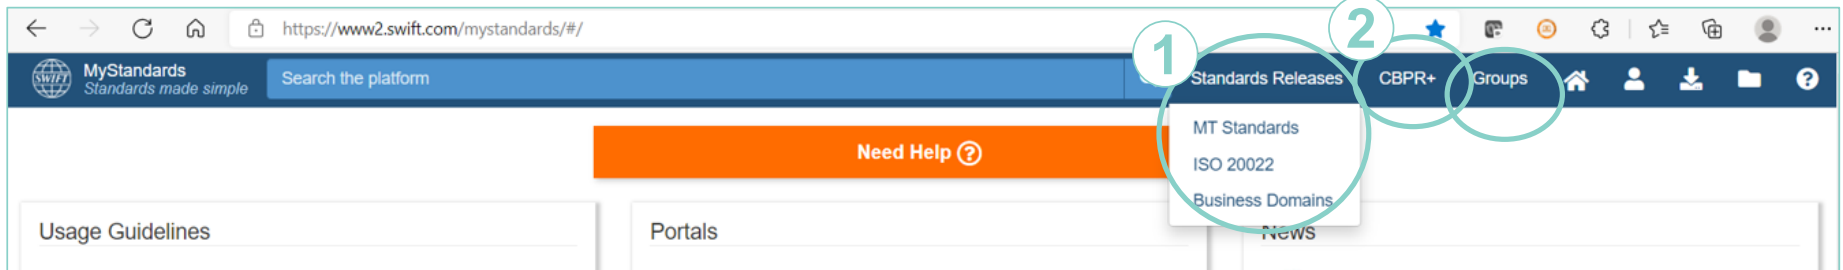 https://www2.swift.com/mystandards/#/
1
2
SWIFT
MyStandards
Standards made simple
Search the platform
Standards Releases
CBPR+
Groups
MT Standards
ISO 20022
Business Domains
Need Help ?
Usage Guidelines
Portals
News